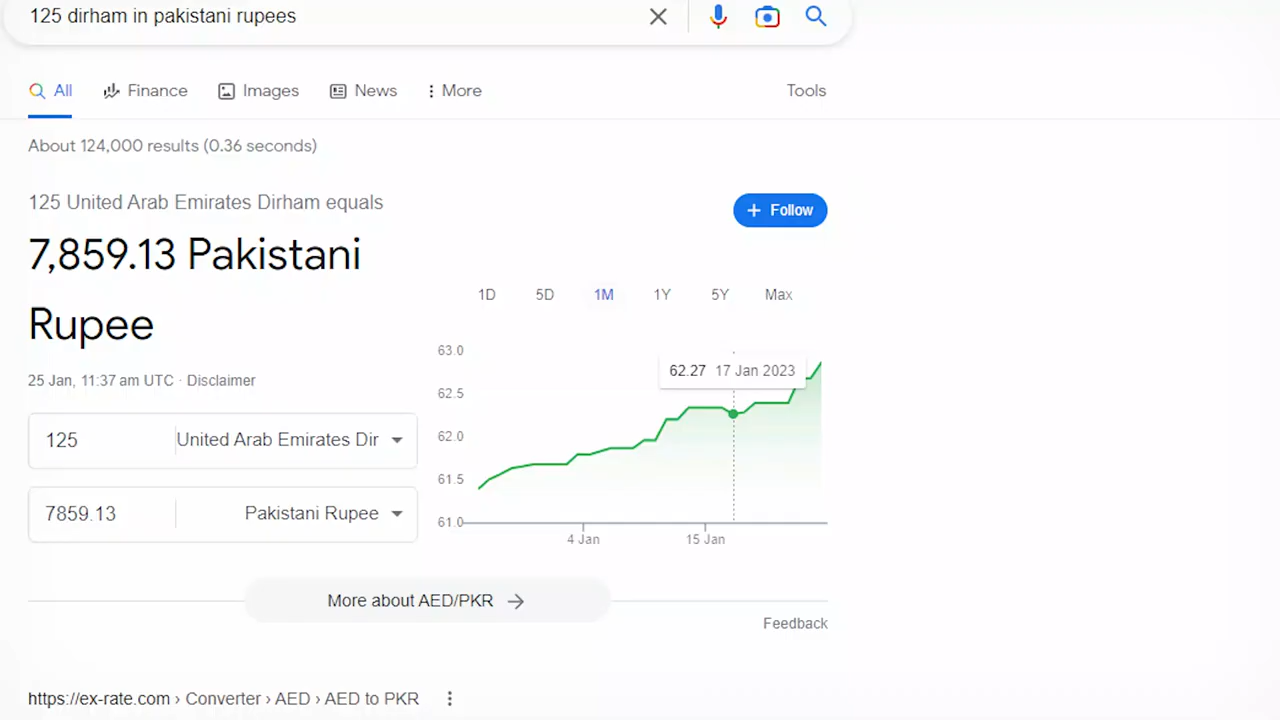 125 dirham in pakistani rupees
All
Finance
Images
News
More
Tools
About 124,000 results (0.36 seconds)
125 United Arab Emirates Dirham equals
+ Follow
7,859.13 Pakistani
Rupee
25 Jan, 11:37 am UTC · Disclaimer
125 United Arab Emirates Dir
7859.13 Pakistani Rupee
1D 5D 1M 1Y 5Y Max
63.0
62.27 17 Jan 2023
62.5
62.0
61.5
61.0
4 Jan 15 Jan
More about AED/PKR →
Feedback
https://ex-rate.com › Converter › AED › AED to PKR